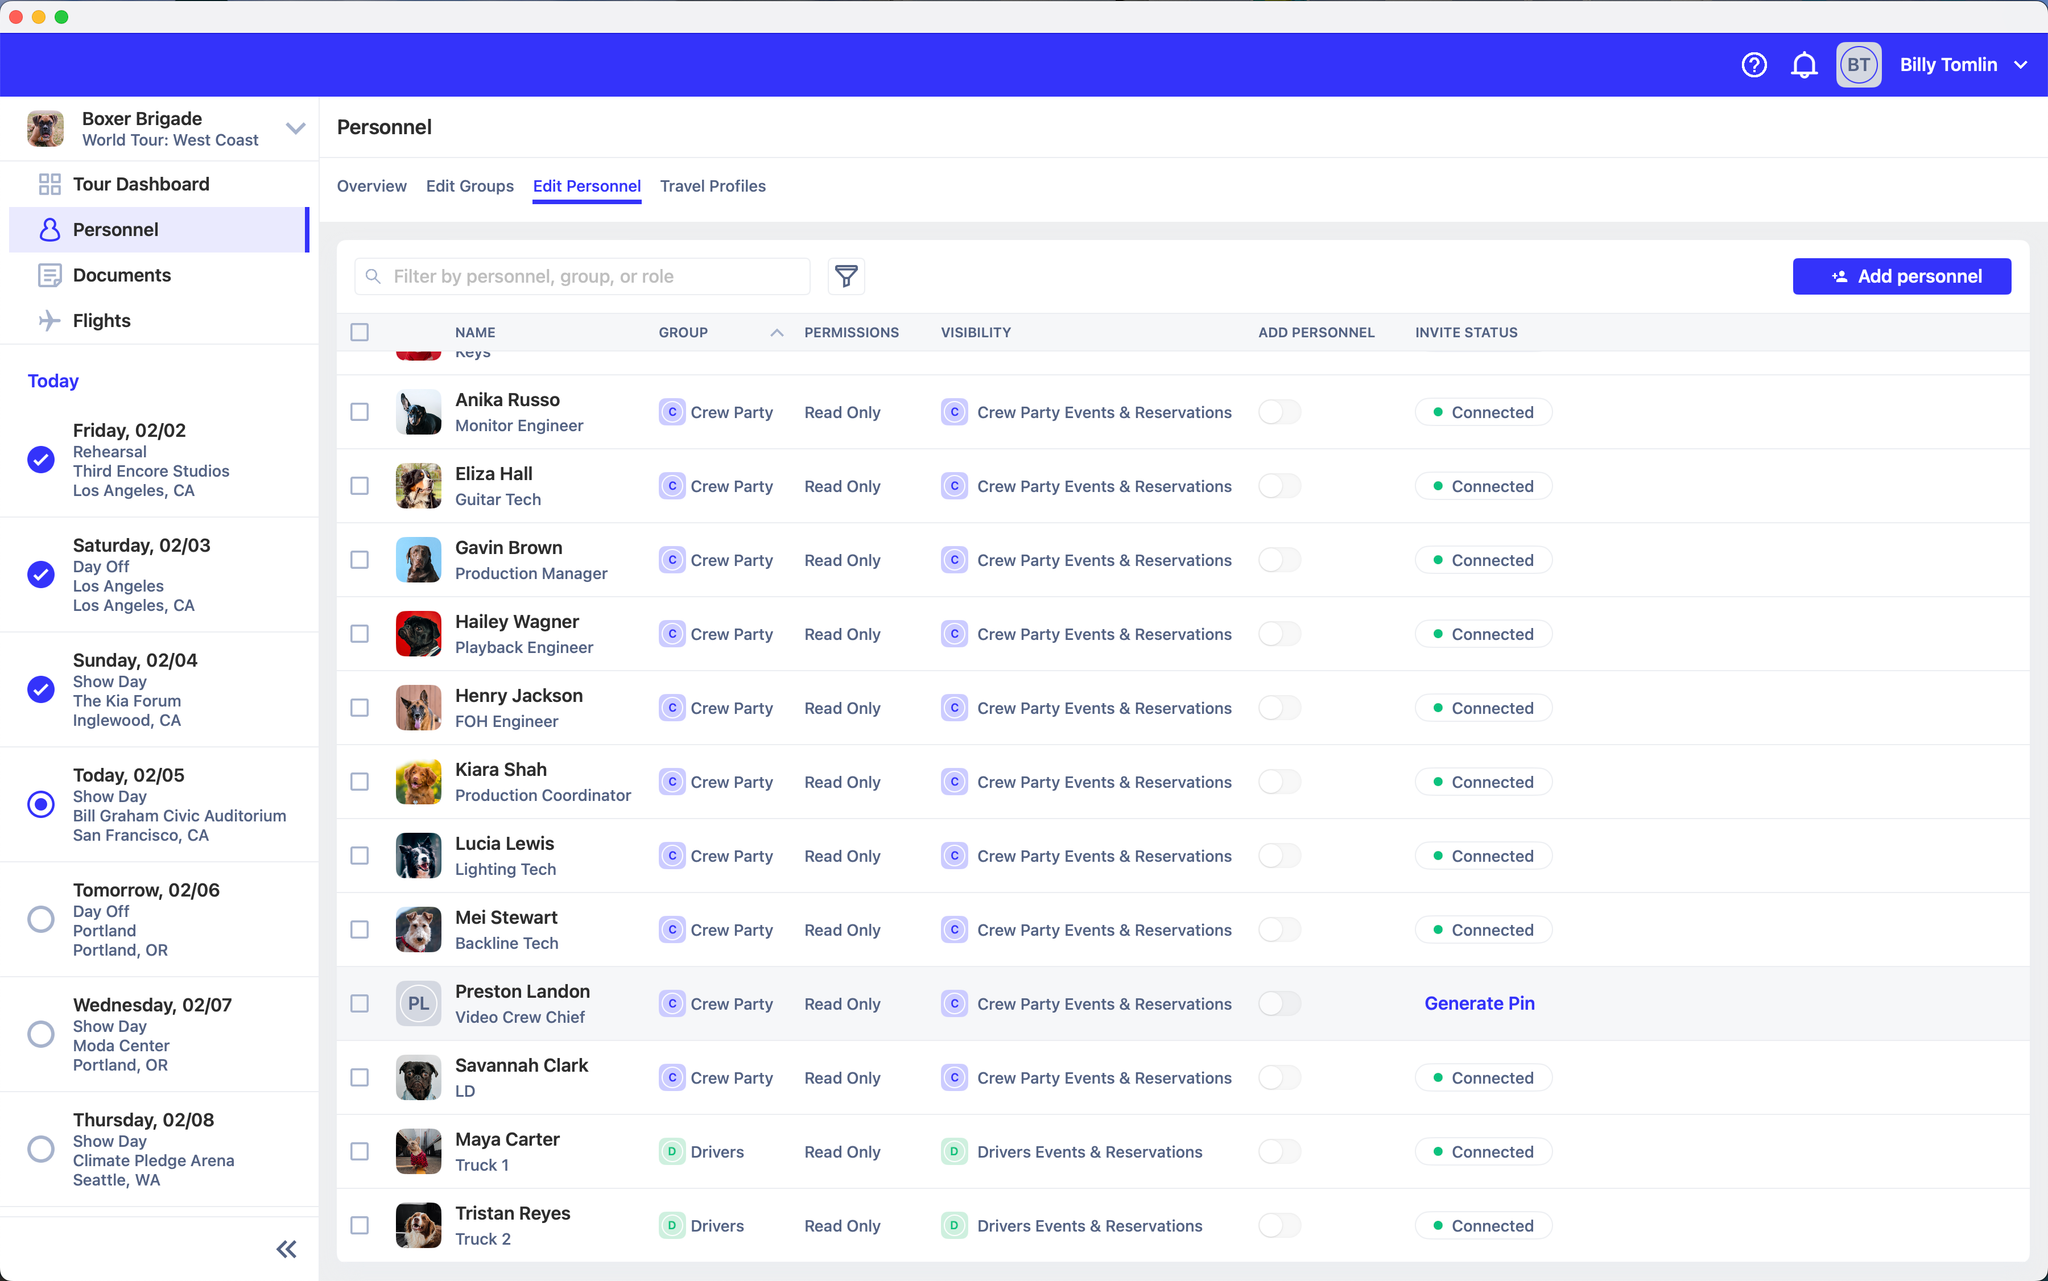 BT
Billy Tomlin
Boxer Brigade
World Tour: West Coast
Tour Dashboard
Personnel
Documents
Flights
Today
Friday, 02/02
Rehearsal
Third Encore Studios
Los Angeles, CA
Saturday, 02/03
Day Off
Los Angeles
Los Angeles, CA
Sunday, 02/04
Show Day
The Kia Forum
Inglewood, CA
Today, 02/05
Show Day
Bill Graham Civic Auditorium
San Francisco, CA
Tomorrow, 02/06
Day Off
Portland
Portland, OR
Wednesday, 02/07
Show Day
Moda Center
Portland, OR
Thursday, 02/08
Show Day
Climate Pledge Arena
Seattle, WA
Personnel
Overview Edit Groups Edit Personnel Travel Profiles
Filter by personnel, group, or role
Add personnel
NAME GROUP PERMISSIONS VISIBILITY ADD PERSONNEL INVITE STATUS
Keys
Anika Russo
Monitor Engineer
C Crew Party Read Only C Crew Party Events & Reservations Connected
Eliza Hall
Guitar Tech
C Crew Party Read Only C Crew Party Events & Reservations Connected
Gavin Brown
Production Manager
C Crew Party Read Only C Crew Party Events & Reservations Connected
Hailey Wagner
Playback Engineer
C Crew Party Read Only C Crew Party Events & Reservations Connected
Henry Jackson
FOH Engineer
C Crew Party Read Only C Crew Party Events & Reservations Connected
Kiara Shah
Production Coordinator
C Crew Party Read Only C Crew Party Events & Reservations Connected
Lucia Lewis
Lighting Tech
C Crew Party Read Only C Crew Party Events & Reservations Connected
Mei Stewart
Backline Tech
C Crew Party Read Only C Crew Party Events & Reservations Connected
PL
Preston Landon
Video Crew Chief
C Crew Party Read Only C Crew Party Events & Reservations Generate Pin
Savannah Clark
LD
C Crew Party Read Only C Crew Party Events & Reservations Connected
Maya Carter
Truck 1
D Drivers Read Only D Drivers Events & Reservations Connected
Tristan Reyes
Truck 2
D Drivers Read Only D Drivers Events & Reservations Connected